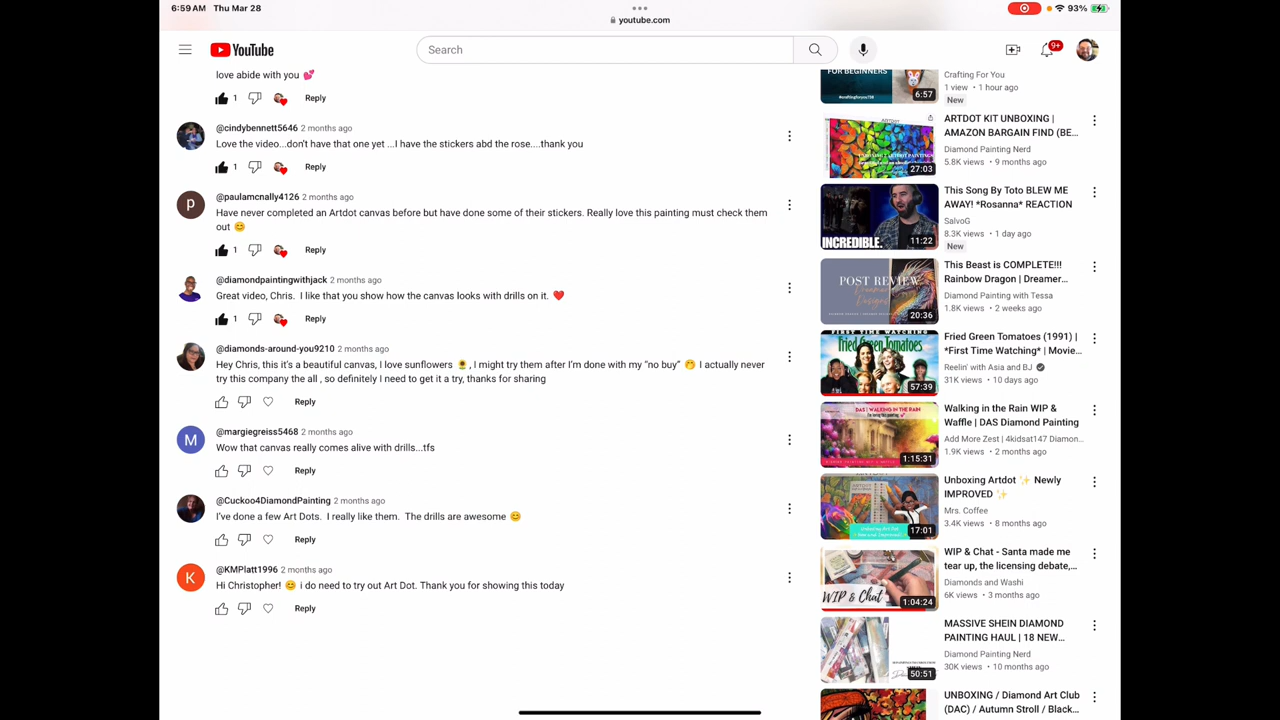 6:59 AM Thu Mar 28
youtube.com
93%
YouTube
Search
9+
love abide with you 💕
1 Reply
@cindybennett5646 2 months ago
Love the video...don't have that one yet ...I have the stickers abd the rose....thank you
1 Reply
@paulamcnally4126 2 months ago
P
Have never completed an Artdot canvas before but have done some of their stickers. Really love this painting must check them
out 😊
1 Reply
@diamondpaintingwithjack 2 months ago
Great video, Chris. I like that you show how the canvas looks with drills on it. ❤️
1 Reply
@diamonds-around-you9210 2 months ago
Hey Chris, this it's a beautiful canvas, I love sunflowers 🌻, I might try them after I'm done with my "no buy" 🤭 I actually never
try this company the all , so definitely I need to get it a try, thanks for sharing
Reply
@margiegreiss5468 2 months ago
M
Wow that canvas really comes alive with drills...tfs
Reply
@Cuckoo4DiamondPainting 2 months ago
I've done a few Art Dots. I really like them. The drills are awesome 😊
Reply
@KMPlatt1996 2 months ago
K
Hi Christopher! 😊 i do need to try out Art Dot. Thank you for showing this today
Reply
FOR BEGINNERS
6:57
Crafting For You
1 view • 1 hour ago
New
27:03
ARTDOT KIT UNBOXING |
AMAZON BARGAIN FIND (BE...
Diamond Painting Nerd
5.8K views • 9 months ago
INCREDIBLE.
11:22
This Song By Toto BLEW ME
AWAY! *Rosanna* REACTION
SalvoG
8.3K views • 1 day ago
New
POST REVIEW
20:36
This Beast is COMPLETE!!!
Rainbow Dragon | Dreamer...
Diamond Painting with Tessa
1.8K views • 2 weeks ago
FIRST TIME WATCHING
Fried Green Tomatoes
57:39
Fried Green Tomatoes (1991) |
*First Time Watching* | Movie...
Reelin' with Asia and BJ
31K views • 10 days ago
DAS | WALKING IN THE RAIN
1:15:31
Walking in the Rain WIP &
Waffle | DAS Diamond Painting
Add More Zest | 4kidsat147 Diamon...
1.9K views • 2 months ago
17:01
Unboxing Artdot ✨ Newly
IMPROVED ✨
Mrs. Coffee
3.4K views • 8 months ago
WIP & Chat
1:04:24
WIP & Chat - Santa made me
tear up, the licensing debate,...
Diamonds and Washi
6K views • 3 months ago
50:51
MASSIVE SHEIN DIAMOND
PAINTING HAUL | 18 NEW...
Diamond Painting Nerd
30K views • 10 months ago
UNBOXING / Diamond Art Club
(DAC) / Autumn Stroll / Black...